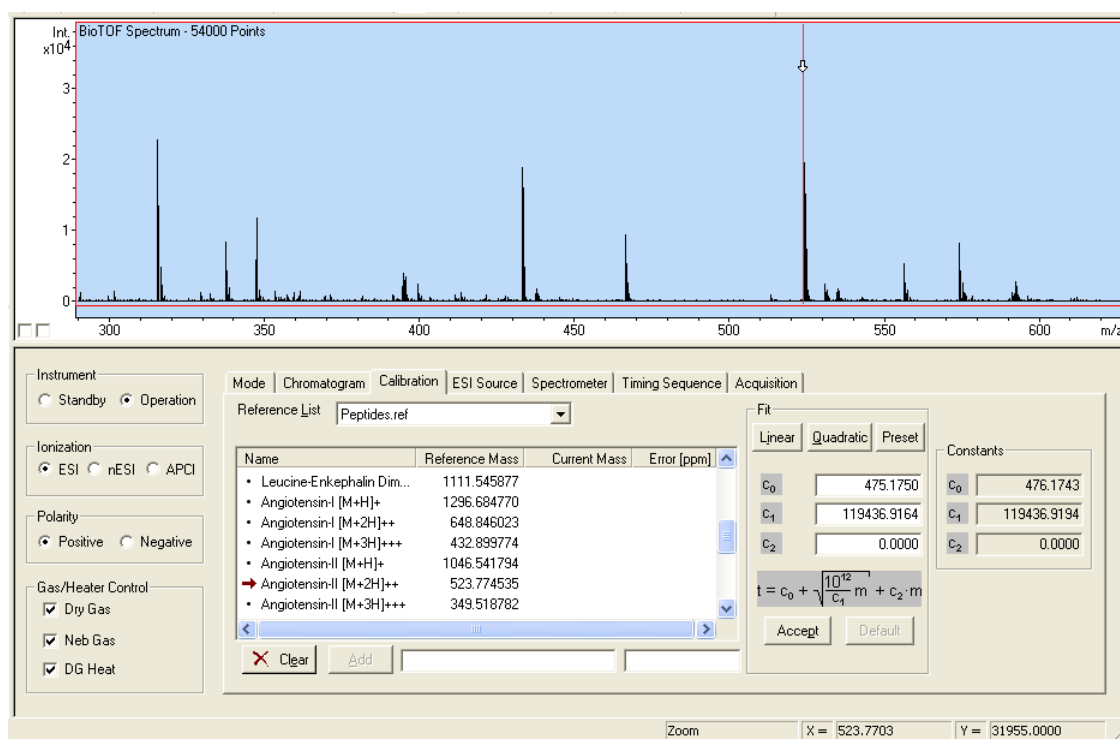 Int.
x10⁴
BioTOF Spectrum - 54000 Points
3
2
1
0
300 350 400 450 500 550 600 m/z
Instrument
Standby Operation
Ionization
ESI nESI APCI
Polarity
Positive Negative
Gas/Heater Control
Dry Gas
Neb Gas
DG Heat
Mode Chromatogram Calibration ESI Source Spectrometer Timing Sequence Acquisition
Reference List Peptides.ref
Name Reference Mass Current Mass Error [ppm]
• Leucine-Enkephalin Dim... 1111.545877
• Angiotensin-I [M+H]+ 1296.684770
• Angiotensin-I [M+2H]++ 648.846023
• Angiotensin-I [M+3H]+++ 432.899774
• Angiotensin-II [M+H]+ 1046.541794
Angiotensin-II [M+2H]++ 523.774535
• Angiotensin-II [M+3H]+++ 349.518782
Clear Add
Fit
Linear Quadratic Preset
c₀ 475.1750
c₁ 119436.9164
c₂ 0.0000
t = c₀ + √(10¹²/c₁ m) + c₂·m
Accept Default
Constants
c₀ 476.1743
c₁ 119436.9194
c₂ 0.0000
Zoom X = 523.7703 Y = 31955.0000